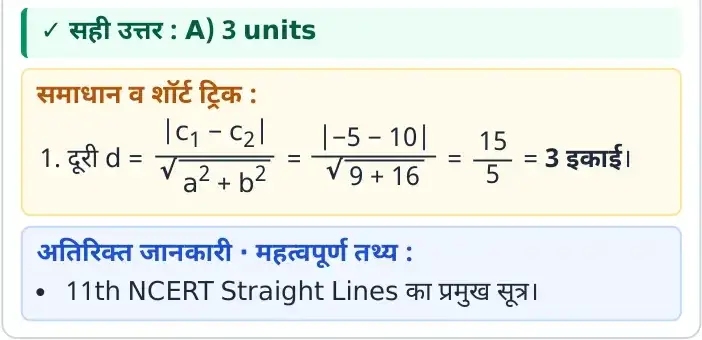 ✓ सही उत्तर : A) 3 units
समाधान व शॉर्ट ट्रिक :
1. दूरी d = |c₁ − c₂| / √(a² + b²) = |−5 − 10| / √(9 + 16) = 15 / 5 = 3 इकाई।
अतिरिक्त जानकारी · महत्वपूर्ण तथ्य :
• 11th NCERT Straight Lines का प्रमुख सूत्र।